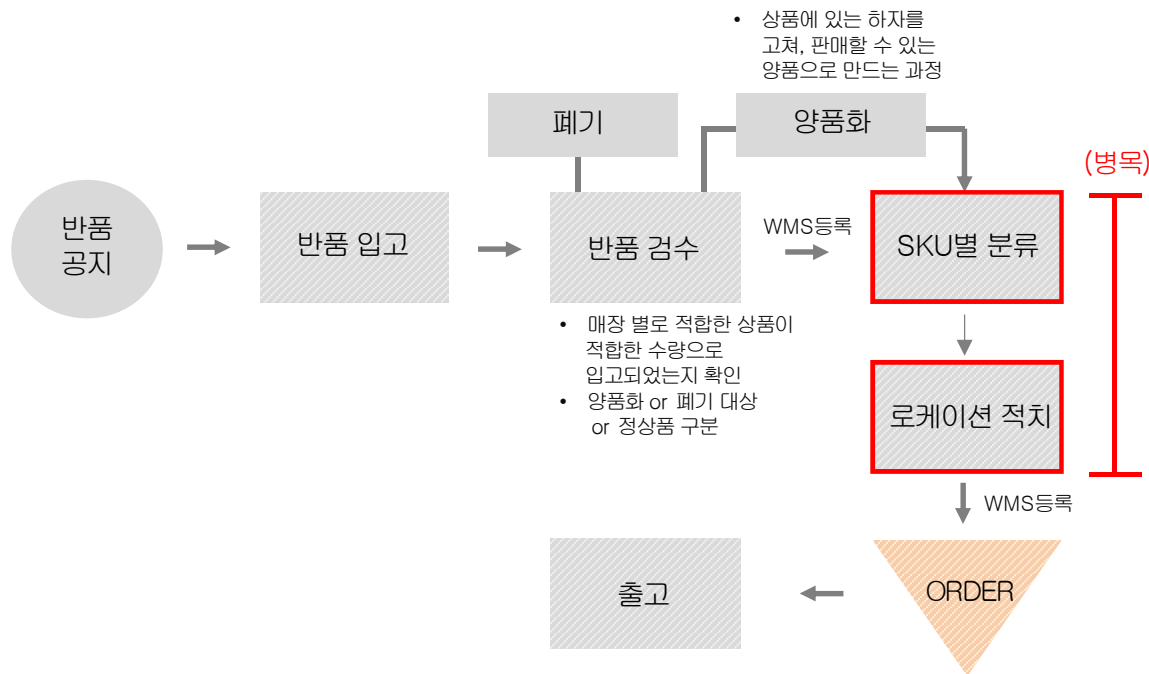 • 상품에 있는 하자를
고쳐, 판매할 수 있는
양품으로 만드는 과정
폐기
양품화
(병목)
반품
공지
반품 입고
반품 검수
WMS등록
SKU별 분류
• 매장 별로 적합한 상품이
적합한 수량으로
입고되었는지 확인
• 양품화 or 폐기 대상
or 정상품 구분
로케이션 적치
WMS등록
출고
ORDER